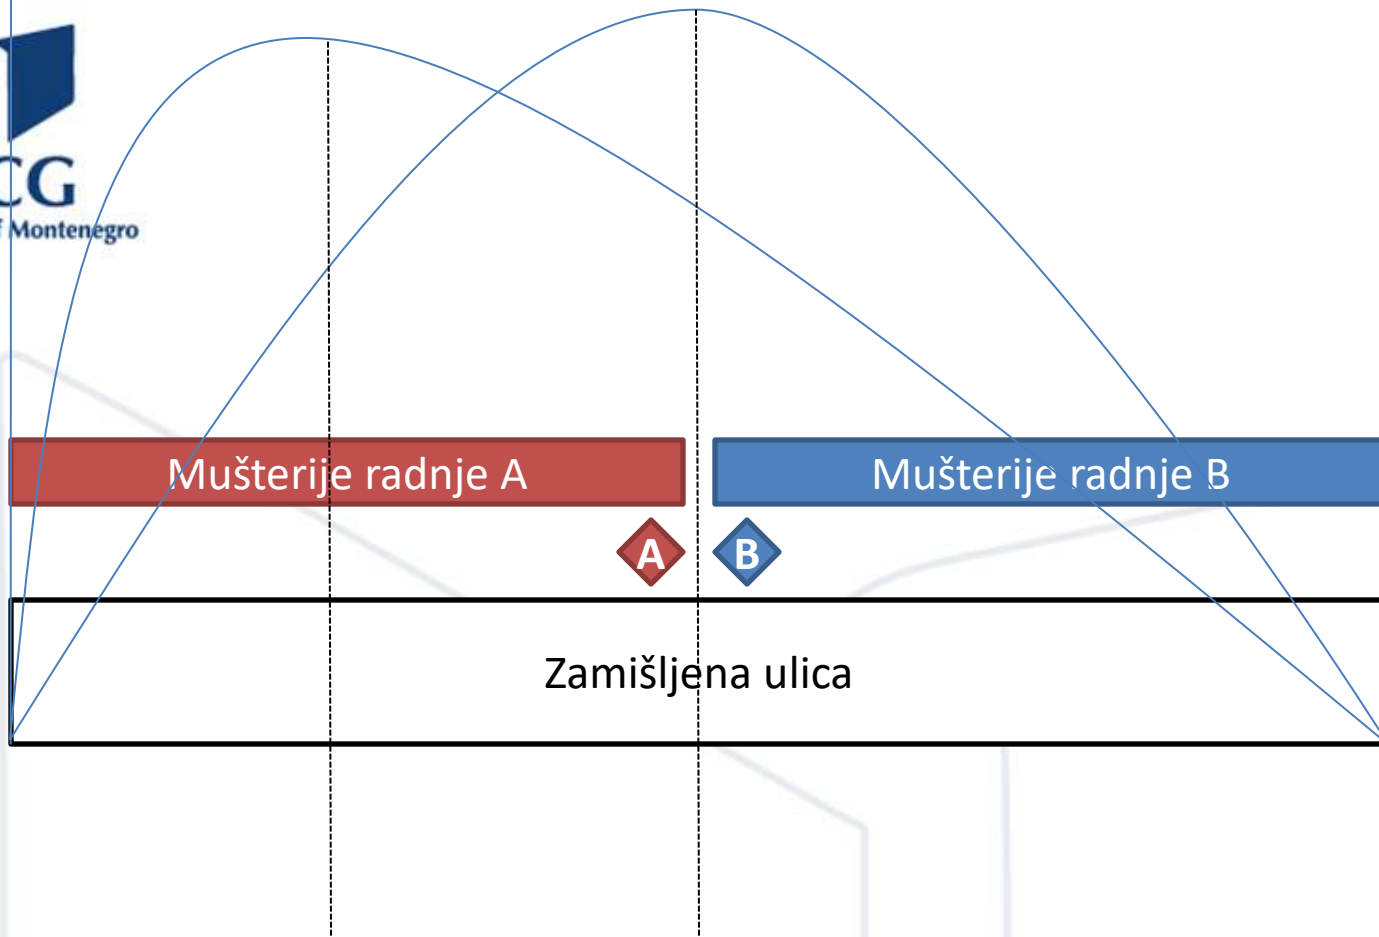 CG
f Montenegro
Mušterije radnje A
Mušterije radnje B
A
B
Zamišljena ulica